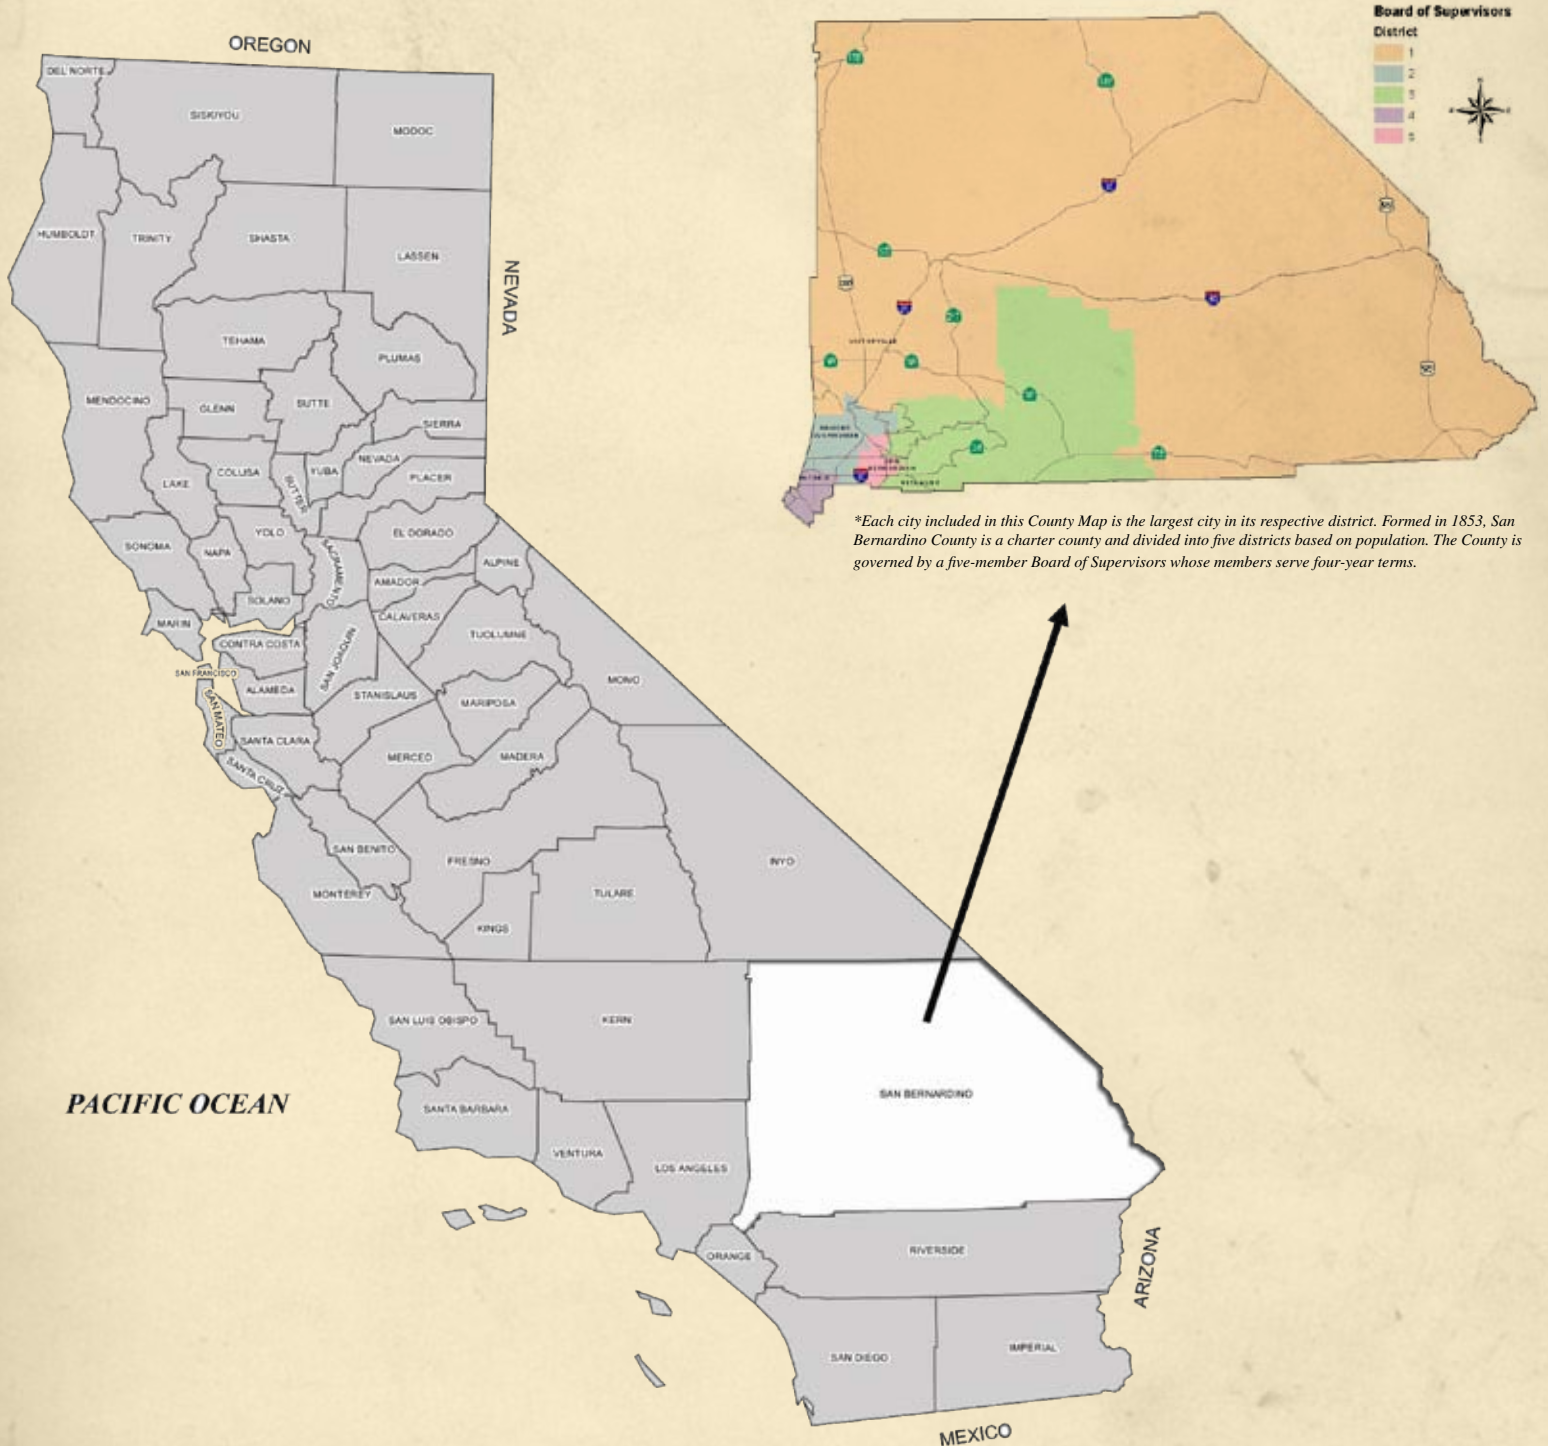 OREGON
DEL NORTE
SISKIYOU
MODOC
HUMBOLDT
TRINITY
SHASTA
LASSEN
NEVADA
TEHAMA
PLUMAS
MENDOCINO
GLENN
SUTTE
SIERRA
LAKE
COLUSA
SUTTER
YUBA
NEVADA
PLACER
SONOMA
NAPA
YOLO
SACRAMENTO
EL DORADO
ALPINE
SOLANO
AMADOR
MARIN
CALAVERAS
CONTRA COSTA
SAN JOAQUIN
TUOLUMNE
SAN FRANCISCO
ALAMEDA
STANISLAUS
MONO
SAN MATEO
SANTA CLARA
MARIPOSA
SANTA CRUZ
MERCED
MADERA
SAN BENITO
FRESNO
INYO
MONTEREY
TULARE
KINGS
SAN LUIS OBISPO
KERN
SAN BERNARDINO
PACIFIC OCEAN
SANTA BARBARA
VENTURA
LOS ANGELES
ORANGE
RIVERSIDE
ARIZONA
SAN DIEGO
IMPERIAL
MEXICO
Board of Supervisors
District
1
2
3
4
5
*Each city included in this County Map is the largest city in its respective district. Formed in 1853, San
Bernardino County is a charter county and divided into five districts based on population. The County is
governed by a five-member Board of Supervisors whose members serve four-year terms.